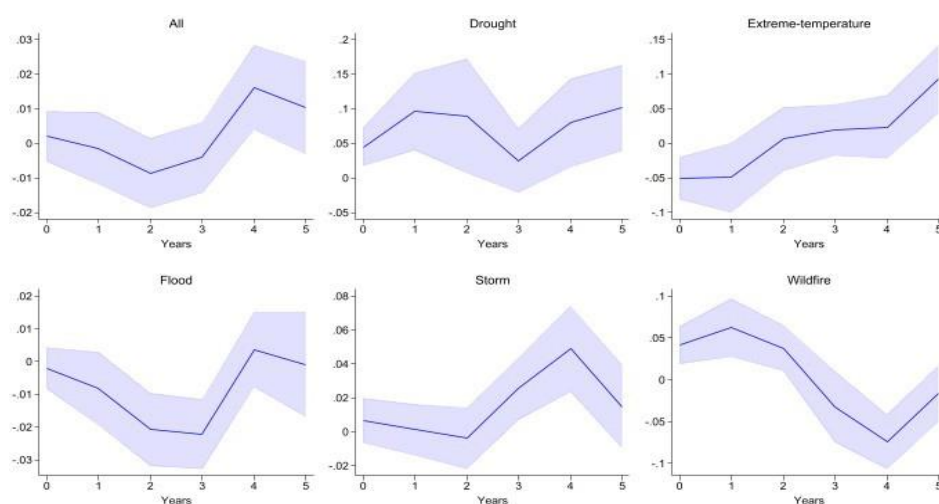 All
.03
.02
.01
0
-.01
-.02
0 1 2 3 4 5
Years
Drought
.2
.15
.1
.05
0
-.05
0 1 2 3 4 5
Years
Extreme-temperature
.15
.1
.05
0
-.05
-.1
0 1 2 3 4 5
Years
Flood
.02
.01
0
-.01
-.02
-.03
0 1 2 3 4 5
Years
Storm
.08
.06
.04
.02
0
-.02
0 1 2 3 4 5
Years
Wildfire
.1
.05
0
-.05
-.1
0 1 2 3 4 5
Years